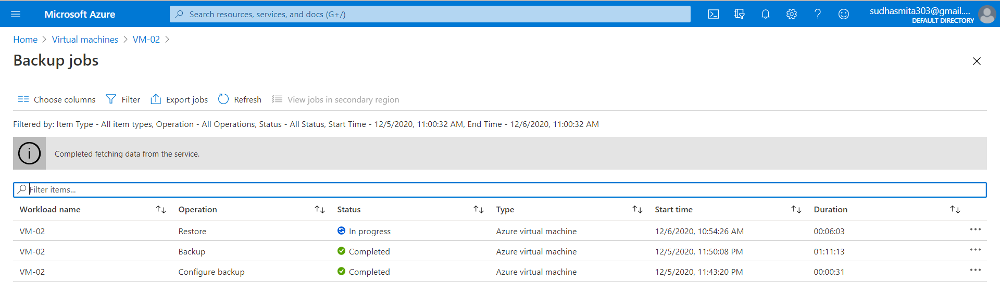 Microsoft Azure
Search resources, services, and docs (G+/)
sudhasmita303@gmail....
DEFAULT DIRECTORY
Home > Virtual machines > VM-02 >
Backup jobs
Choose columns Filter Export jobs Refresh View jobs in secondary region
Filtered by: Item Type - All item types, Operation - All Operations, Status - All Status, Start Time - 12/5/2020, 11:00:32 AM, End Time - 12/6/2020, 11:00:32 AM
Completed fetching data from the service.
Filter items...
Workload name Operation Status Type Start time Duration
VM-02 Restore In progress Azure virtual machine 12/6/2020, 10:54:26 AM 00:06:03
VM-02 Backup Completed Azure virtual machine 12/5/2020, 11:50:08 PM 01:11:13
VM-02 Configure backup Completed Azure virtual machine 12/5/2020, 11:43:20 PM 00:00:31